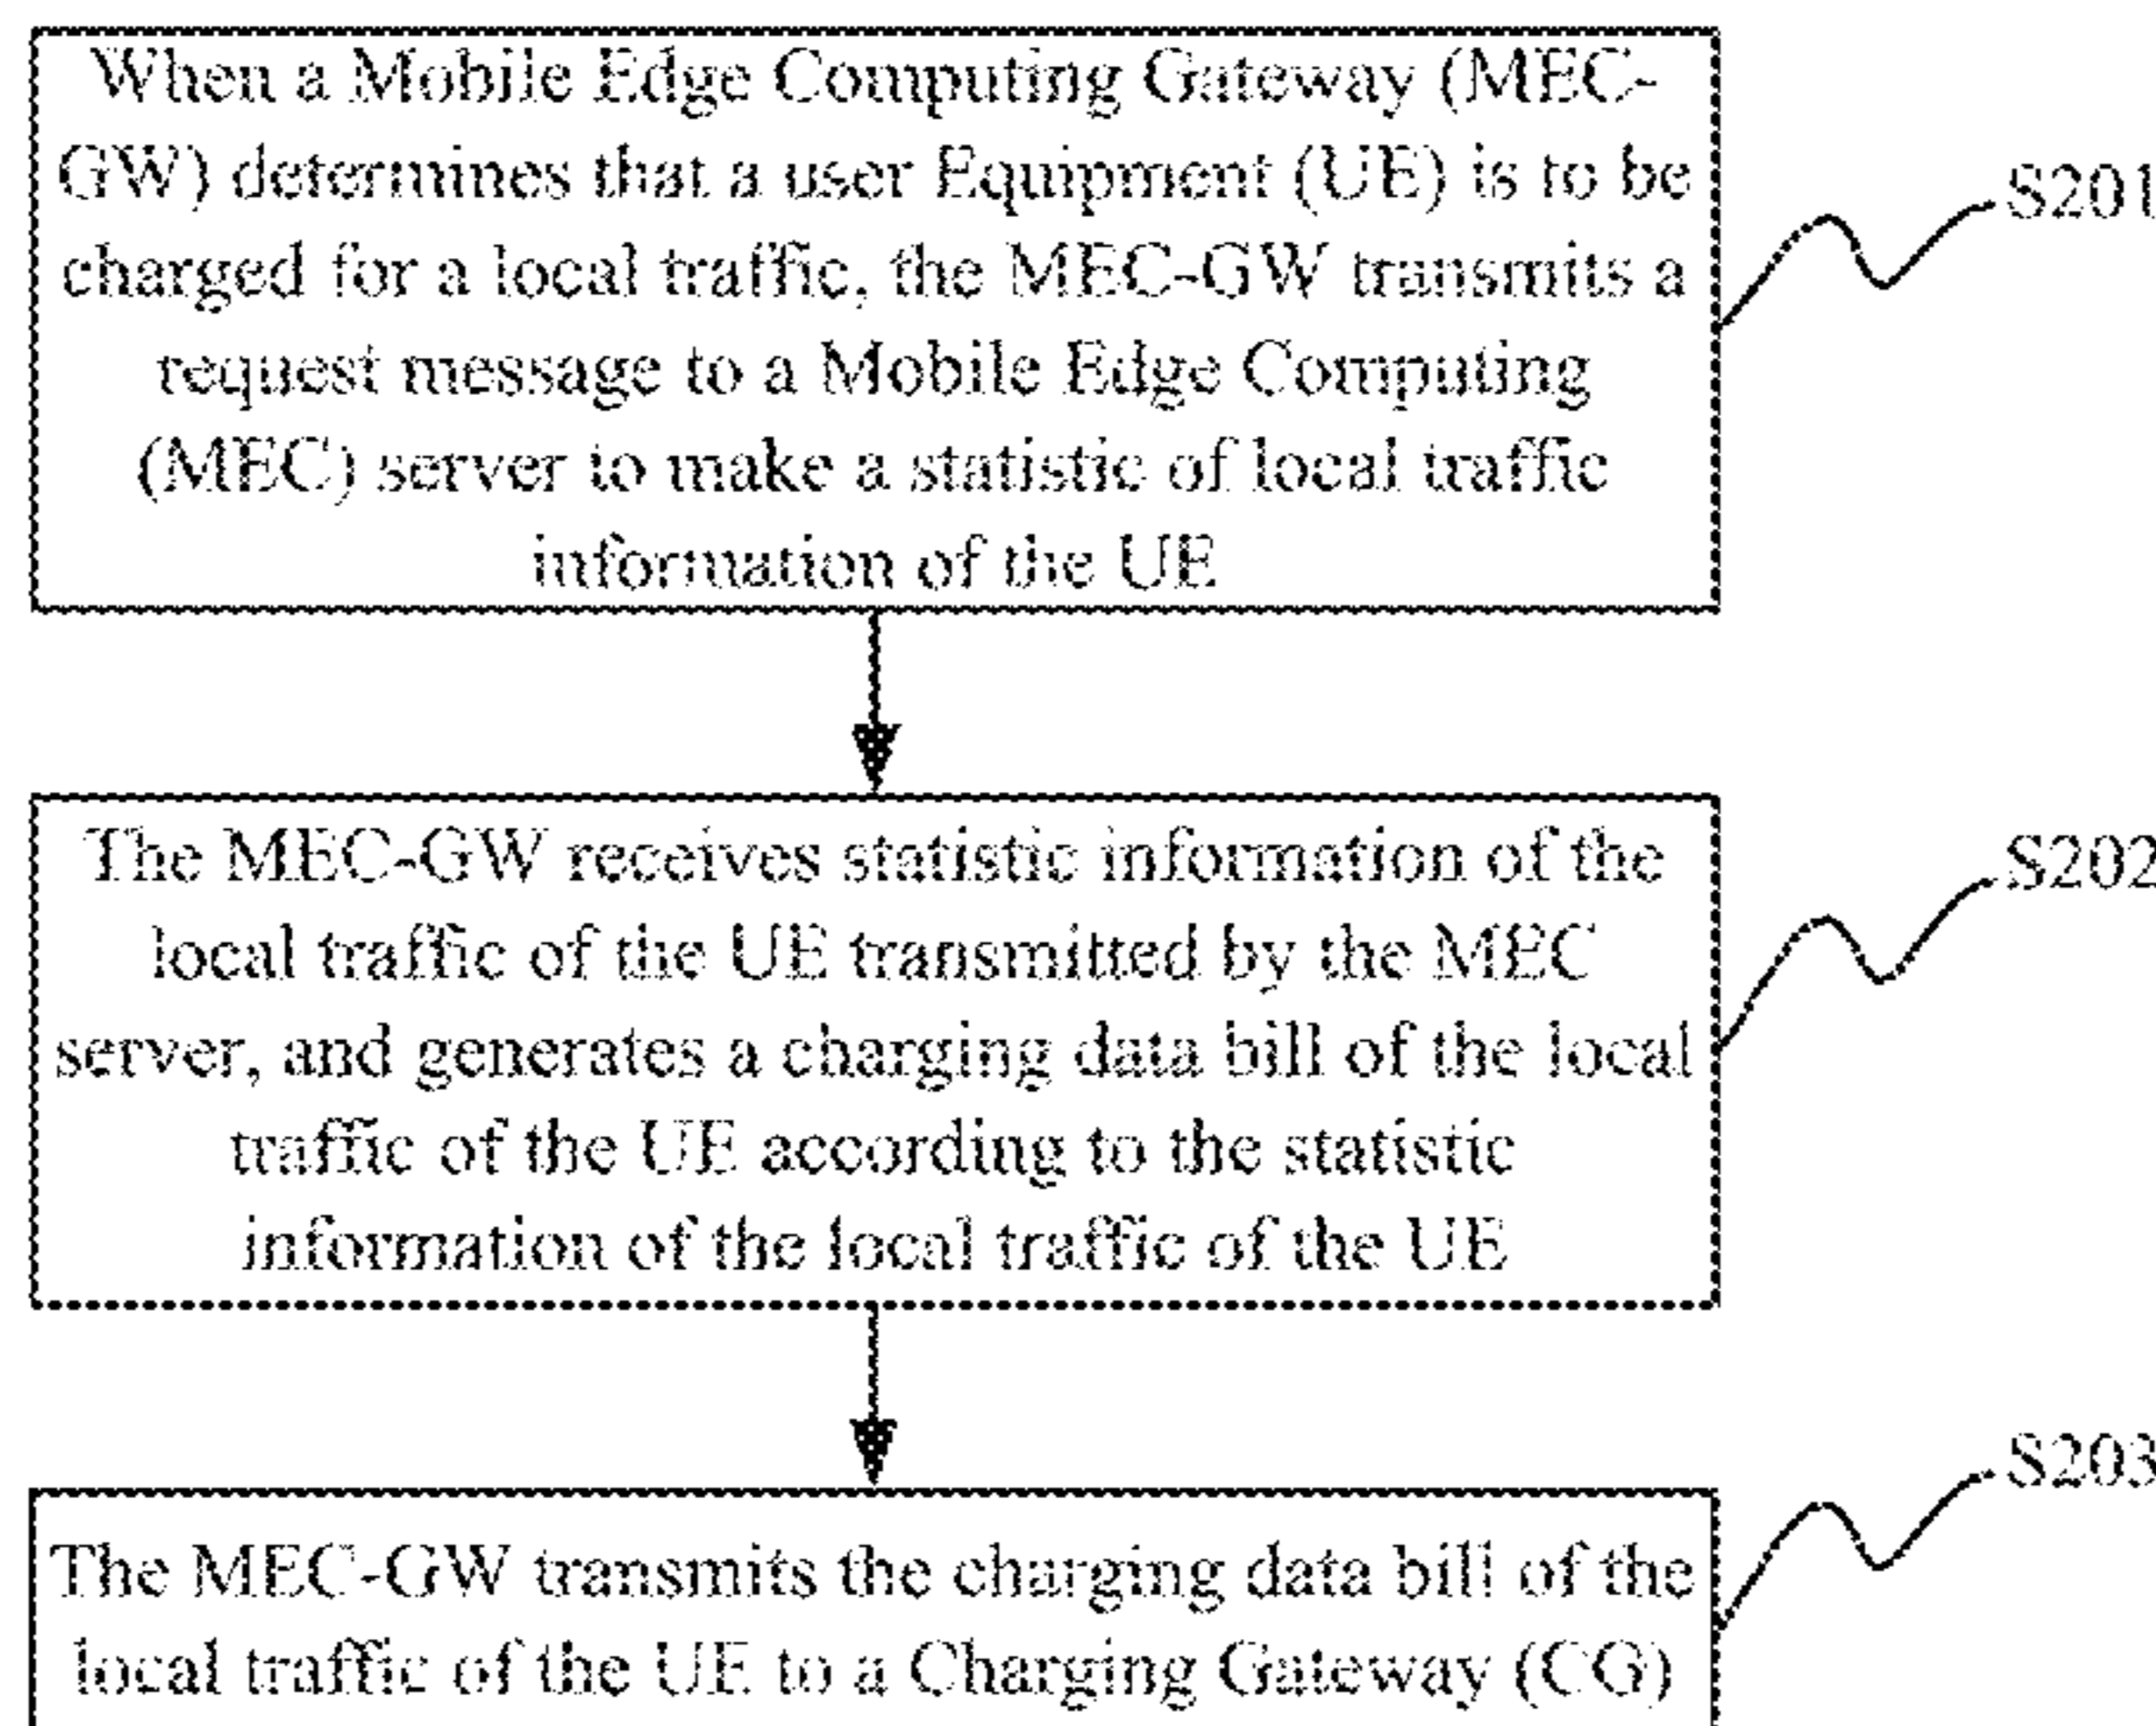 When a Mobile Edge Computing Gateway (MEC-
GW) determines that a user Equipment (UE) is to be
charged for a local traffic, the MEC-GW transmits a
request message to a Mobile Edge Computing
(MEC) server to make a statistic of local traffic
information of the UE
S201
The MEC-GW receives statistic information of the
local traffic of the UE transmitted by the MEC
server, and generates a charging data bill of the local
traffic of the UE according to the statistic
information of the local traffic of the UE
S202
The MEC-GW transmits the charging data bill of the
local traffic of the UE to a Charging Gateway (CG)
S203